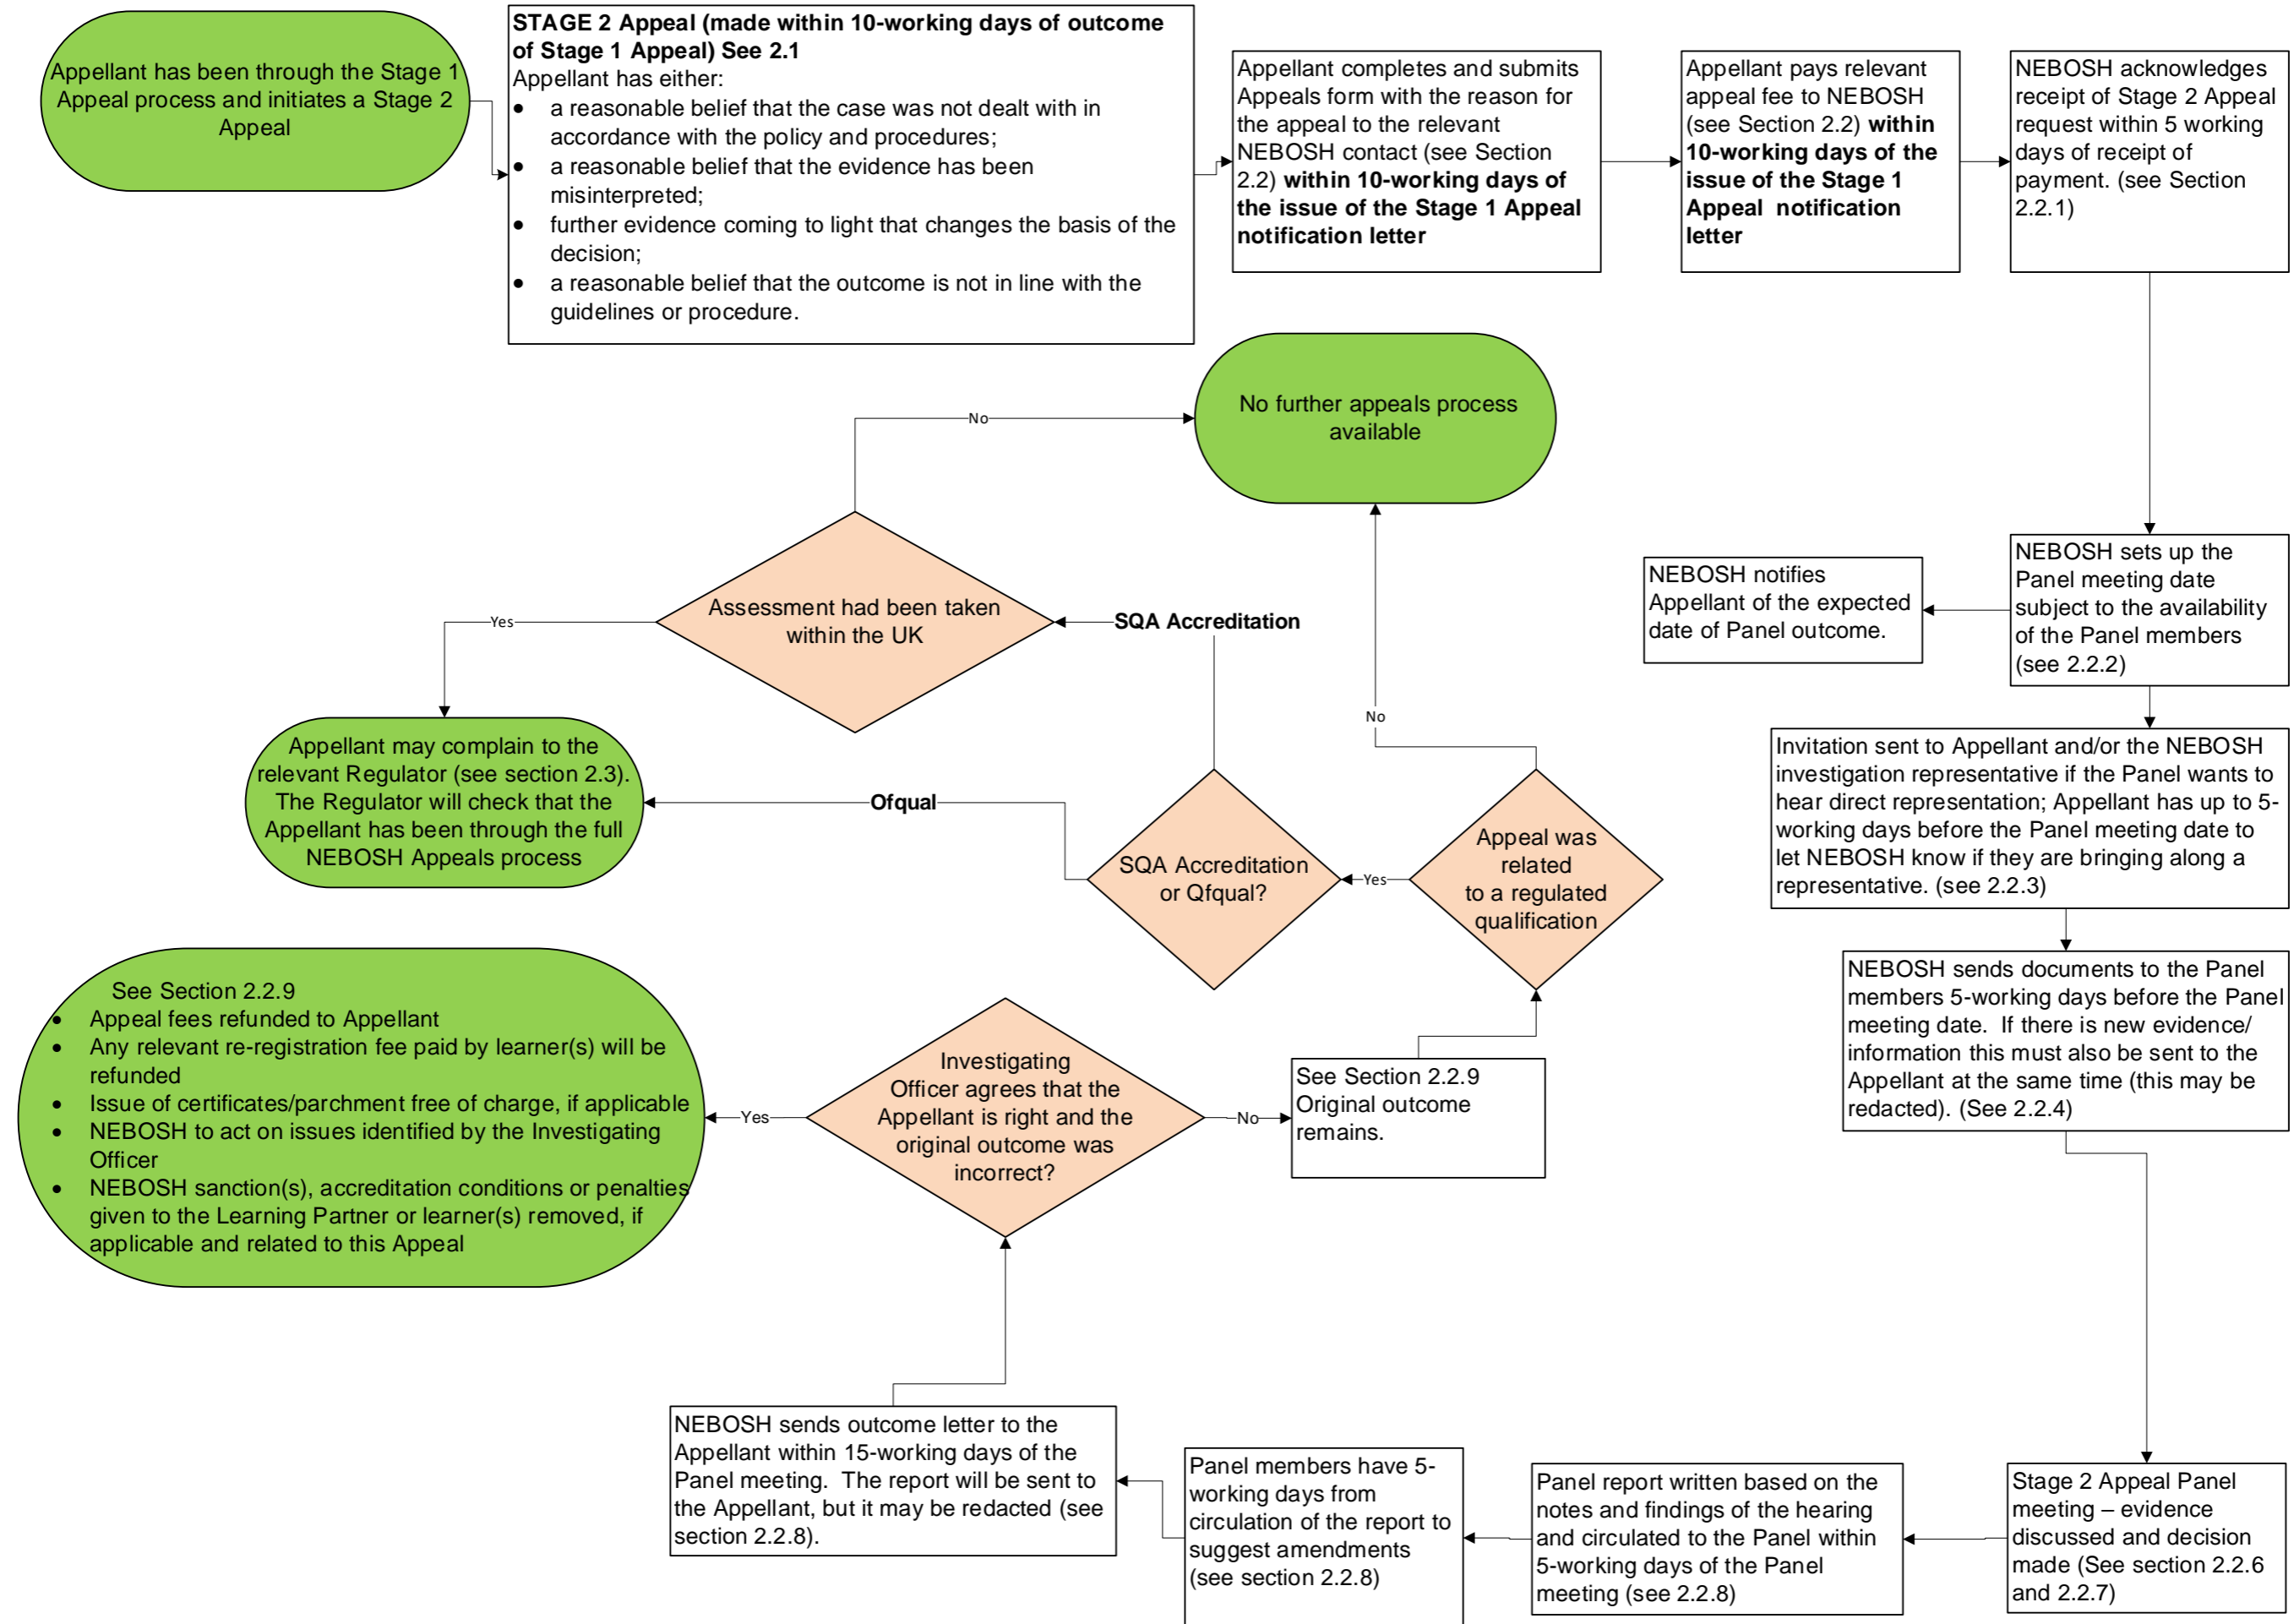 Appellant has been through the Stage 1
Appeal process and initiates a Stage 2
Appeal
STAGE 2 Appeal (made within 10-working days of outcome
of Stage 1 Appeal) See 2.1
Appellant has either:
• a reasonable belief that the case was not dealt with in
accordance with the policy and procedures;
• a reasonable belief that the evidence has been
misinterpreted;
• further evidence coming to light that changes the basis of the
decision;
• a reasonable belief that the outcome is not in line with the
guidelines or procedure.
Appellant completes and submits
Appeals form with the reason for
the appeal to the relevant
NEBOSH contact (see Section
2.2) within 10-working days of
the issue of the Stage 1 Appeal
notification letter
Appellant pays relevant
appeal fee to NEBOSH
(see Section 2.2) within
10-working days of the
issue of the Stage 1
Appeal notification
letter
NEBOSH acknowledges
receipt of Stage 2 Appeal
request within 5 working
days of receipt of
payment. (see Section
2.2.1)
NEBOSH sets up the
Panel meeting date
subject to the availability
of the Panel members
(see 2.2.2)
NEBOSH notifies
Appellant of the expected
date of Panel outcome.
Invitation sent to Appellant and/or the NEBOSH
investigation representative if the Panel wants to
hear direct representation; Appellant has up to 5-
working days before the Panel meeting date to
let NEBOSH know if they are bringing along a
representative. (see 2.2.3)
NEBOSH sends documents to the Panel
members 5-working days before the Panel
meeting date. If there is new evidence/
information this must also be sent to the
Appellant at the same time (this may be
redacted). (See 2.2.4)
Stage 2 Appeal Panel
meeting – evidence
discussed and decision
made (See section 2.2.6
and 2.2.7)
Panel report written based on the
notes and findings of the hearing
and circulated to the Panel within
5-working days of the Panel
meeting (see 2.2.8)
Panel members have 5-
working days from
circulation of the report to
suggest amendments
(see section 2.2.8)
NEBOSH sends outcome letter to the
Appellant within 15-working days of the
Panel meeting. The report will be sent to
the Appellant, but it may be redacted (see
section 2.2.8).
Investigating
Officer agrees that the
Appellant is right and the
original outcome was
incorrect?
Yes
See Section 2.2.9
• Appeal fees refunded to Appellant
• Any relevant re-registration fee paid by learner(s) will be
refunded
• Issue of certificates/parchment free of charge, if applicable
• NEBOSH to act on issues identified by the Investigating
Officer
• NEBOSH sanction(s), accreditation conditions or penalties
given to the Learning Partner or learner(s) removed, if
applicable and related to this Appeal
No
See Section 2.2.9
Original outcome
remains.
Appeal was
related
to a regulated
qualification
No
Yes
SQA Accreditation
or Qfqual?
Ofqual
SQA Accreditation
Assessment had been taken
within the UK
Yes
No
Appellant may complain to the
relevant Regulator (see section 2.3).
The Regulator will check that the
Appellant has been through the full
NEBOSH Appeals process
No further appeals process
available